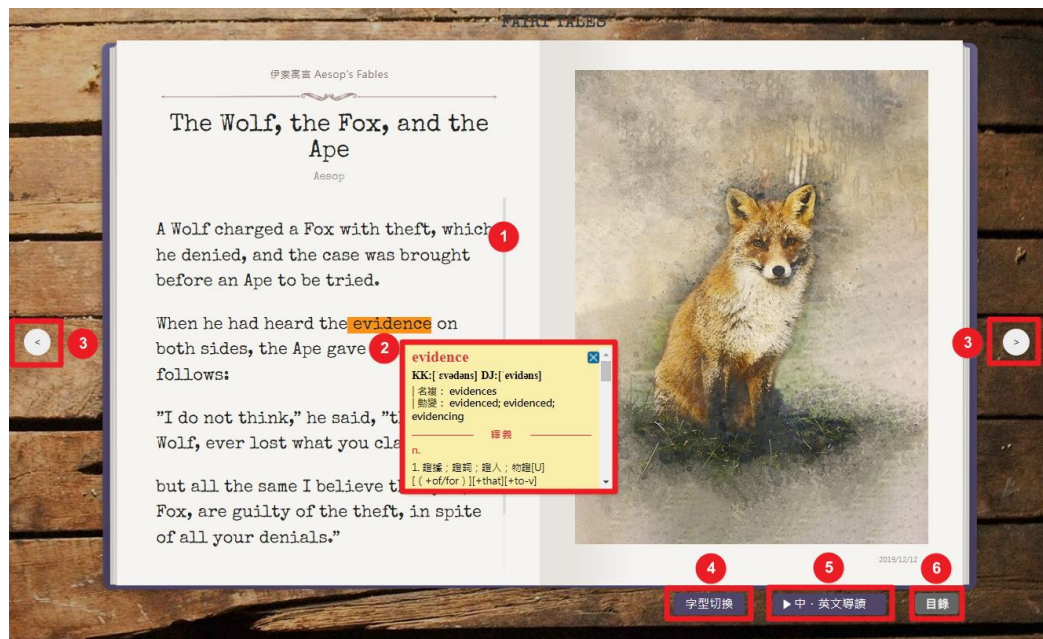 FAIRY TALES
伊索寓言 Aesop's Fables
The Wolf, the Fox, and the
Ape
Aesop
A Wolf charged a Fox with theft, which
he denied, and the case was brought
before an Ape to be tried.
When he had heard the evidence on
both sides, the Ape gave
follows:
"I do not think," he said, "th
Wolf, ever lost what you cla
but all the same I believe th
Fox, are guilty of the theft, in spite
of all your denials."
1
2
evidence
KK:[ˋɛvədəns] DJ:[ˋevidəns]
| 名複： evidences
| 動變： evidenced; evidenced;
evidencing
釋義
n.
1. 證據；證詞；證人；物證[U]
[（+of/for）][+that][+to-v]
<
3
3
>
2019/12/12
4
5
6
字型切換
▶中．英文導讀
目錄